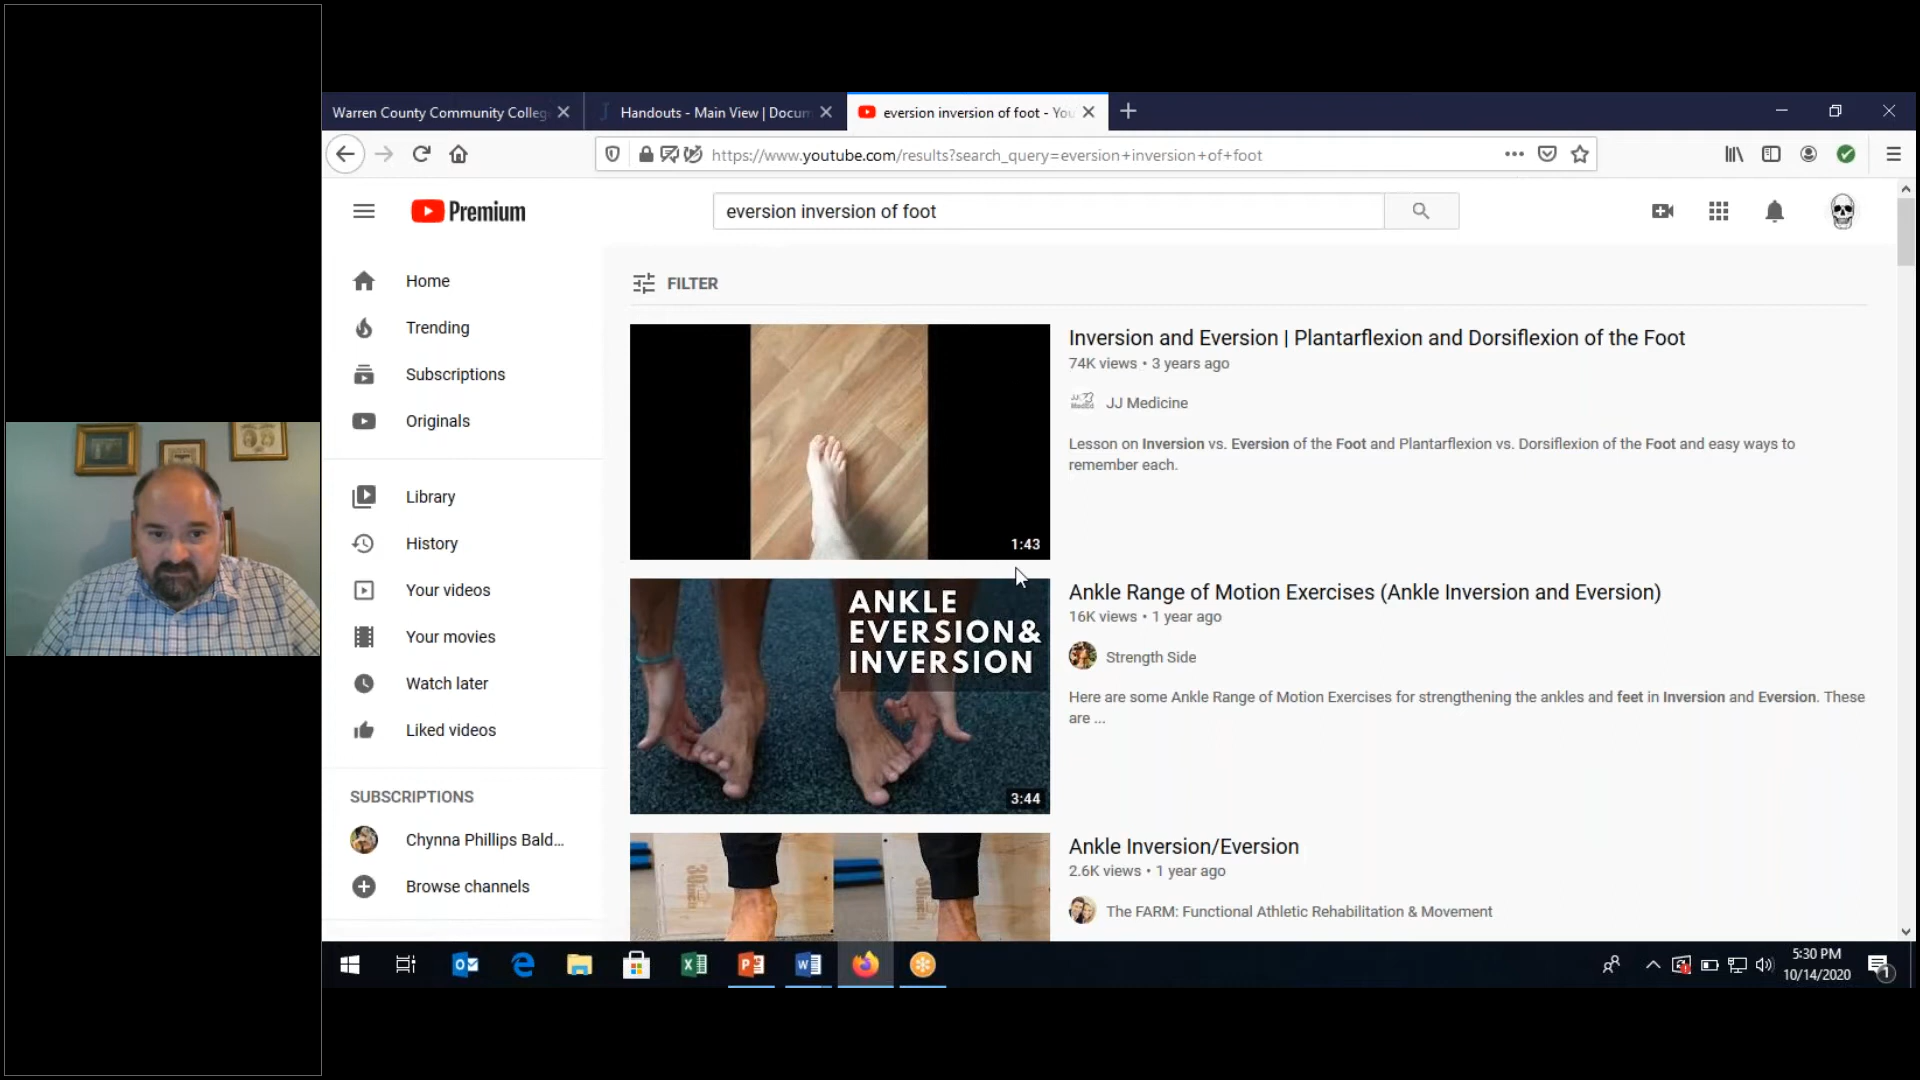 Warren County Community Colleg
Handouts - Main View | Docum
eversion inversion of foot - You
https://www.youtube.com/results?search_query=eversion+inversion+of+foot
Premium
eversion inversion of foot
Home
Trending
Subscriptions
Originals
Library
History
Your videos
Your movies
Watch later
Liked videos
SUBSCRIPTIONS
Chynna Phillips Bald...
Browse channels
FILTER
1:43
Inversion and Eversion | Plantarflexion and Dorsiflexion of the Foot
74K views • 3 years ago
JJ Medicine
Lesson on Inversion vs. Eversion of the Foot and Plantarflexion vs. Dorsiflexion of the Foot and easy ways to
remember each.
ANKLE
EVERSION&
INVERSION
3:44
Ankle Range of Motion Exercises (Ankle Inversion and Eversion)
16K views • 1 year ago
Strength Side
Here are some Ankle Range of Motion Exercises for strengthening the ankles and feet in Inversion and Eversion. These
are ...
Ankle Inversion/Eversion
2.6K views • 1 year ago
The FARM: Functional Athletic Rehabilitation & Movement
5:30 PM
10/14/2020
1